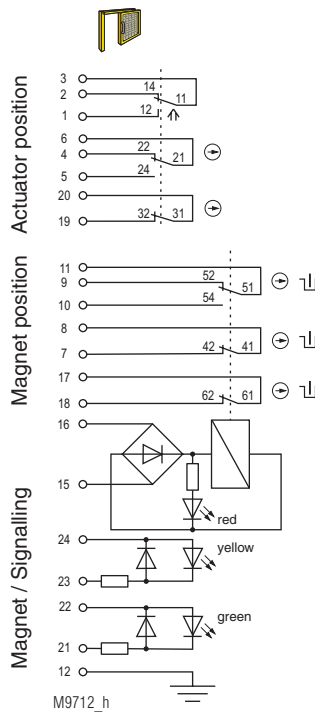 Actuator position
3
2 14 11
1 12
6
4 22 21
5 24
20
19 32 31
Magnet position
11
9 52 51
10 54
8
7 42 41
17
18 62 61
Magnet / Signalling
16
15
red
24
yellow
23
22
green
21
12
M9712_h